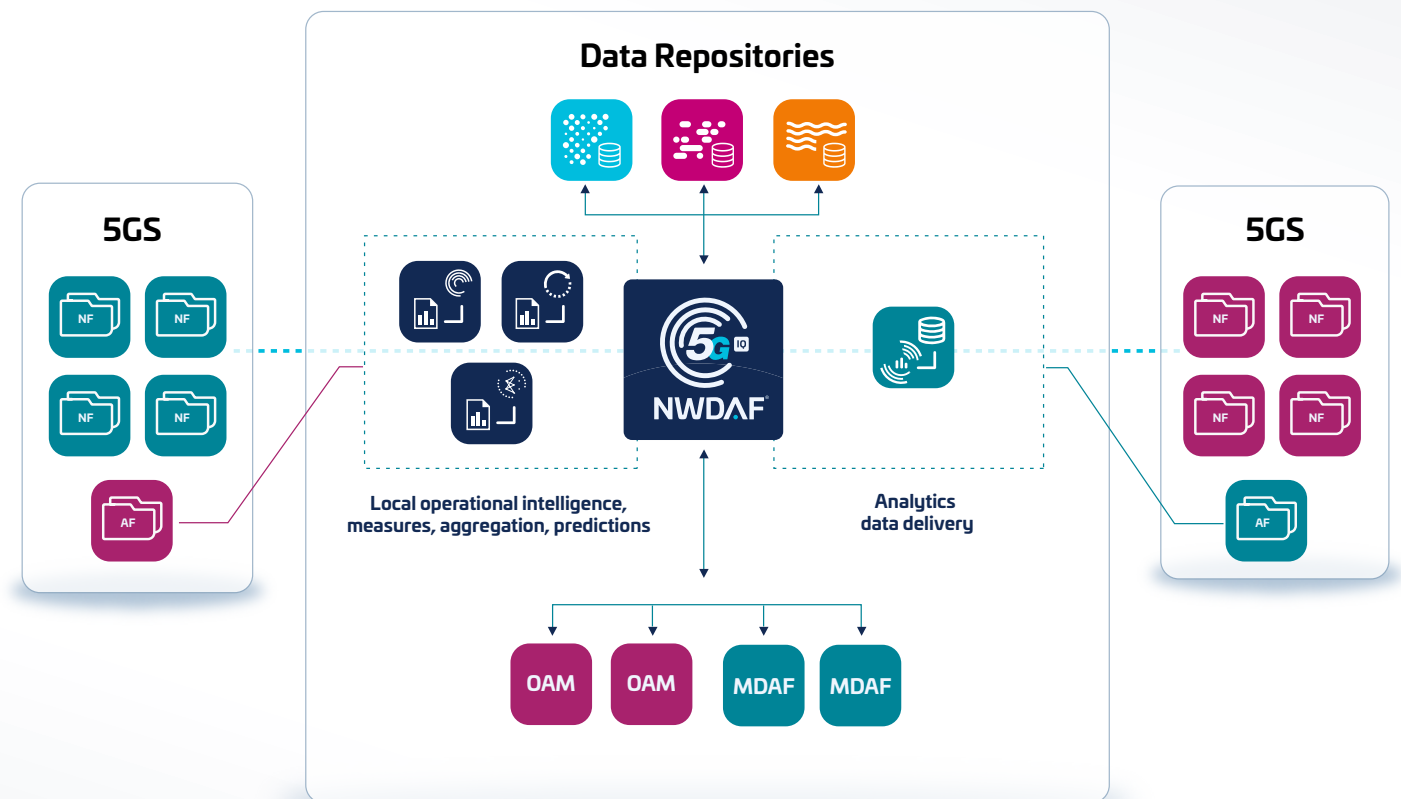 Data Repositories
5GS
NF
NF
NF
NF
AF
5G IQ
NWDAF
Local operational intelligence,
measures, aggregation, predictions
Analytics
data delivery
5GS
NF
NF
NF
NF
AF
OAM
OAM
MDAF
MDAF